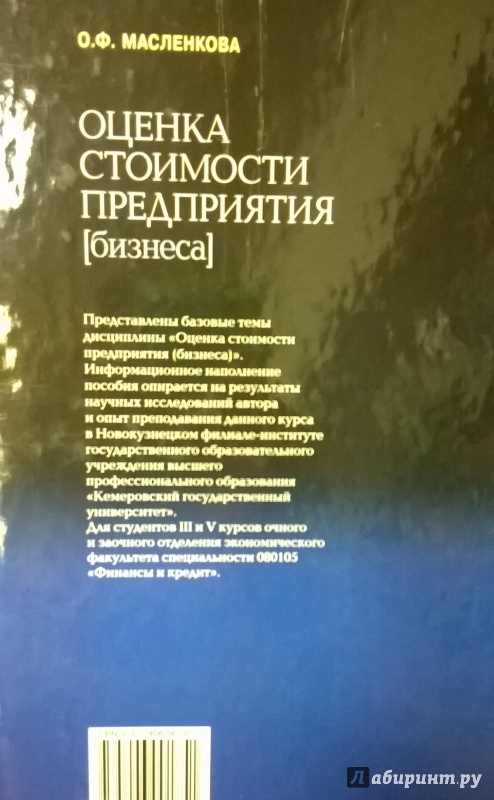 О.Ф. МАСЛЕНКОВА
ОЦЕНКА
СТОИМОСТИ
ПРЕДПРИЯТИЯ
[бизнеса]
Представлены базовые темы
дисциплины «Оценка стоимости
предприятия (бизнеса)».
Информационное наполнение
пособия опирается на результаты
научных исследований автора
и опыт преподавания данного курса
в Новокузнецком филиале-институте
государственного образовательного
учреждения высшего
профессионального образования
«Кемеровский государственный
университет».
Для студентов III и V курсов очного
и заочного отделения экономического
факультета специальности 080105
«Финансы и кредит».
Лабиринт.ру